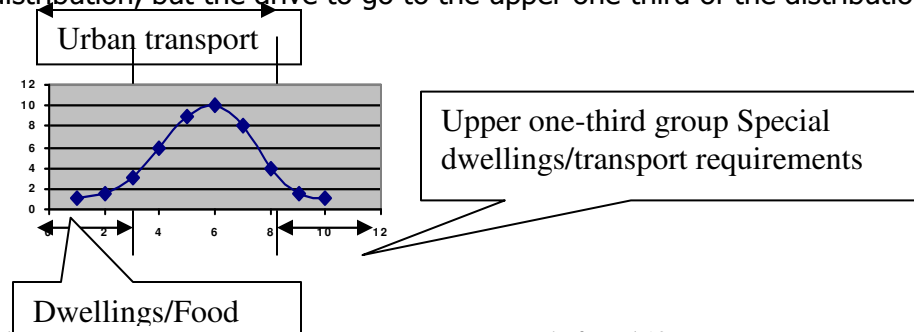 distribution, but the drive to go to the upper one third of the distributio
Urban transport
12
10
8
6
4
2
0
2 4 6 8 10 12
Upper one-third group Special
dwellings/transport requirements
Dwellings/Food